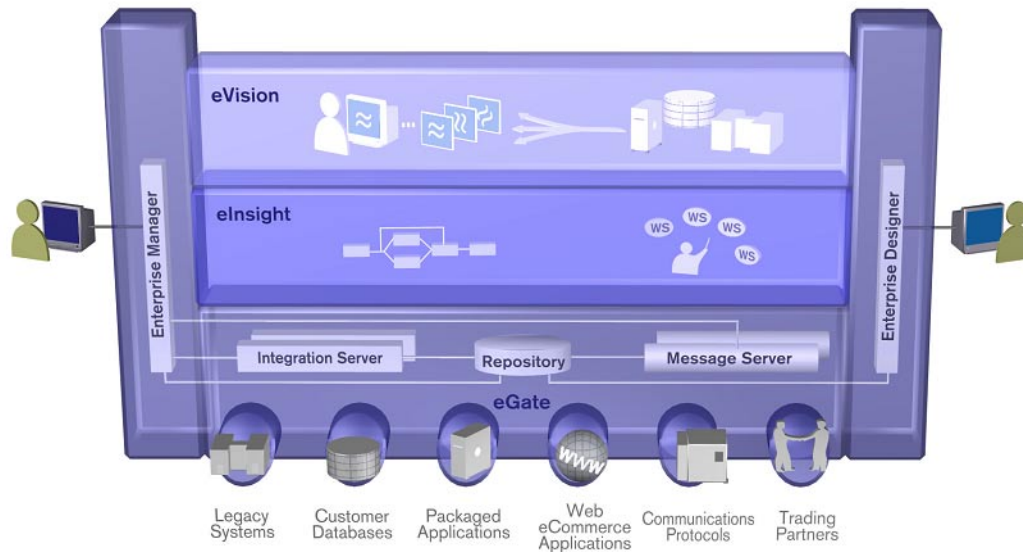 eVision
eInsight
WS
WS
WS
WS
Enterprise Manager
Enterprise Designer
Integration Server
Repository
Message Server
eGate
www
Legacy
Systems
Customer
Databases
Packaged
Applications
Web
eCommerce
Applications
Communications
Protocols
Trading
Partners